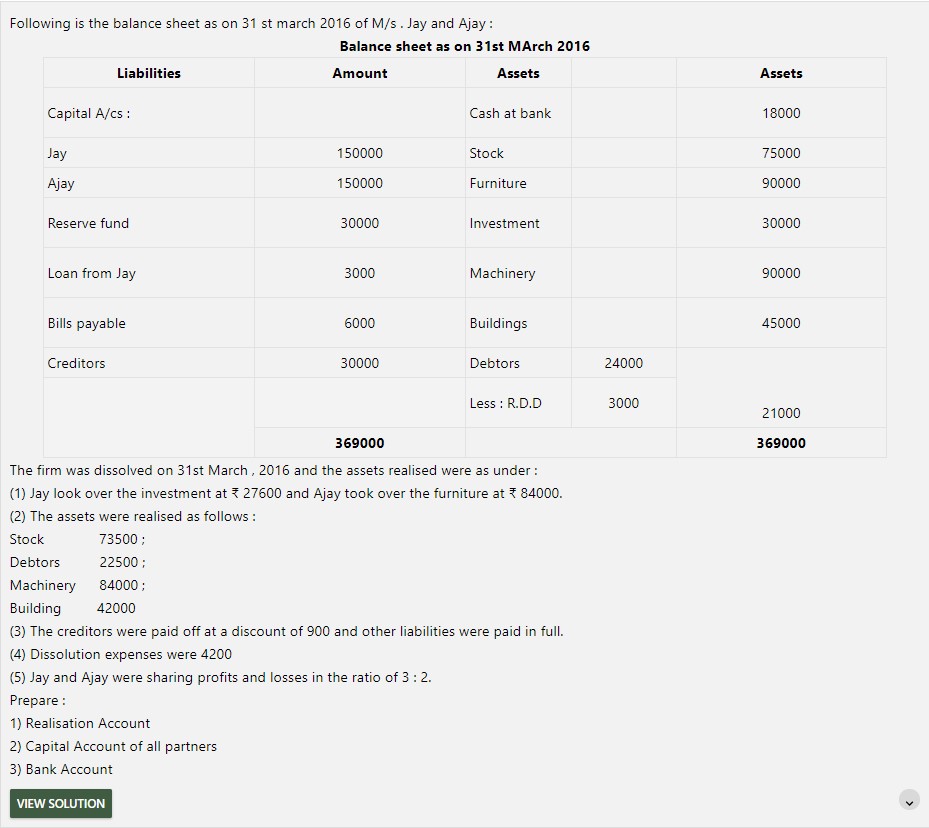 Following is the balance sheet as on 31 st march 2016 of M/s . Jay and Ajay :
Balance sheet as on 31st MArch 2016
Liabilities Amount Assets Assets
Capital A/cs : Cash at bank 18000
Jay 150000 Stock 75000
Ajay 150000 Furniture 90000
Reserve fund 30000 Investment 30000
Loan from Jay 3000 Machinery 90000
Bills payable 6000 Buildings 45000
Creditors 30000 Debtors 24000
Less : R.D.D 3000 21000
369000 369000
The firm was dissolved on 31st March , 2016 and the assets realised were as under :
(1) Jay look over the investment at ₹ 27600 and Ajay took over the furniture at ₹ 84000.
(2) The assets were realised as follows :
Stock 73500 ;
Debtors 22500 ;
Machinery 84000 ;
Building 42000
(3) The creditors were paid off at a discount of 900 and other liabilities were paid in full.
(4) Dissolution expenses were 4200
(5) Jay and Ajay were sharing profits and losses in the ratio of 3 : 2.
Prepare :
1) Realisation Account
2) Capital Account of all partners
3) Bank Account
VIEW SOLUTION